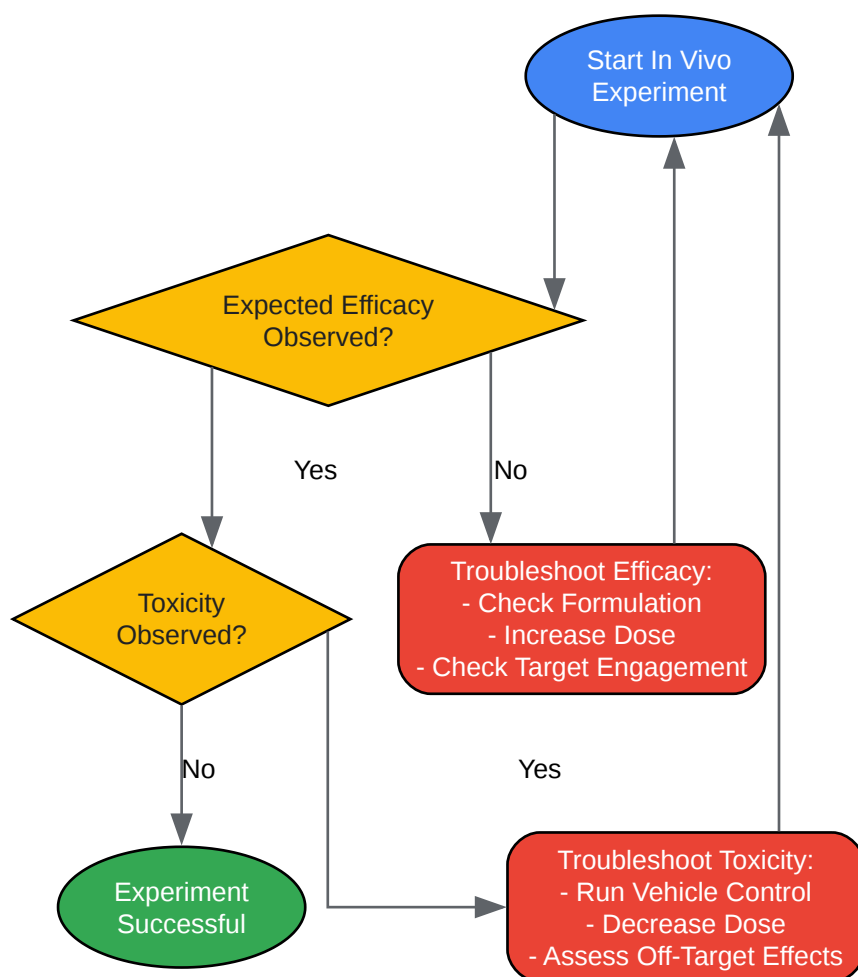 Start In Vivo
Experiment
Expected Efficacy
Observed?
Yes
No
Toxicity
Observed?
Troubleshoot Efficacy:
- Check Formulation
- Increase Dose
- Check Target Engagement
No
Yes
Experiment
Successful
Troubleshoot Toxicity:
- Run Vehicle Control
- Decrease Dose
- Assess Off-Target Effects